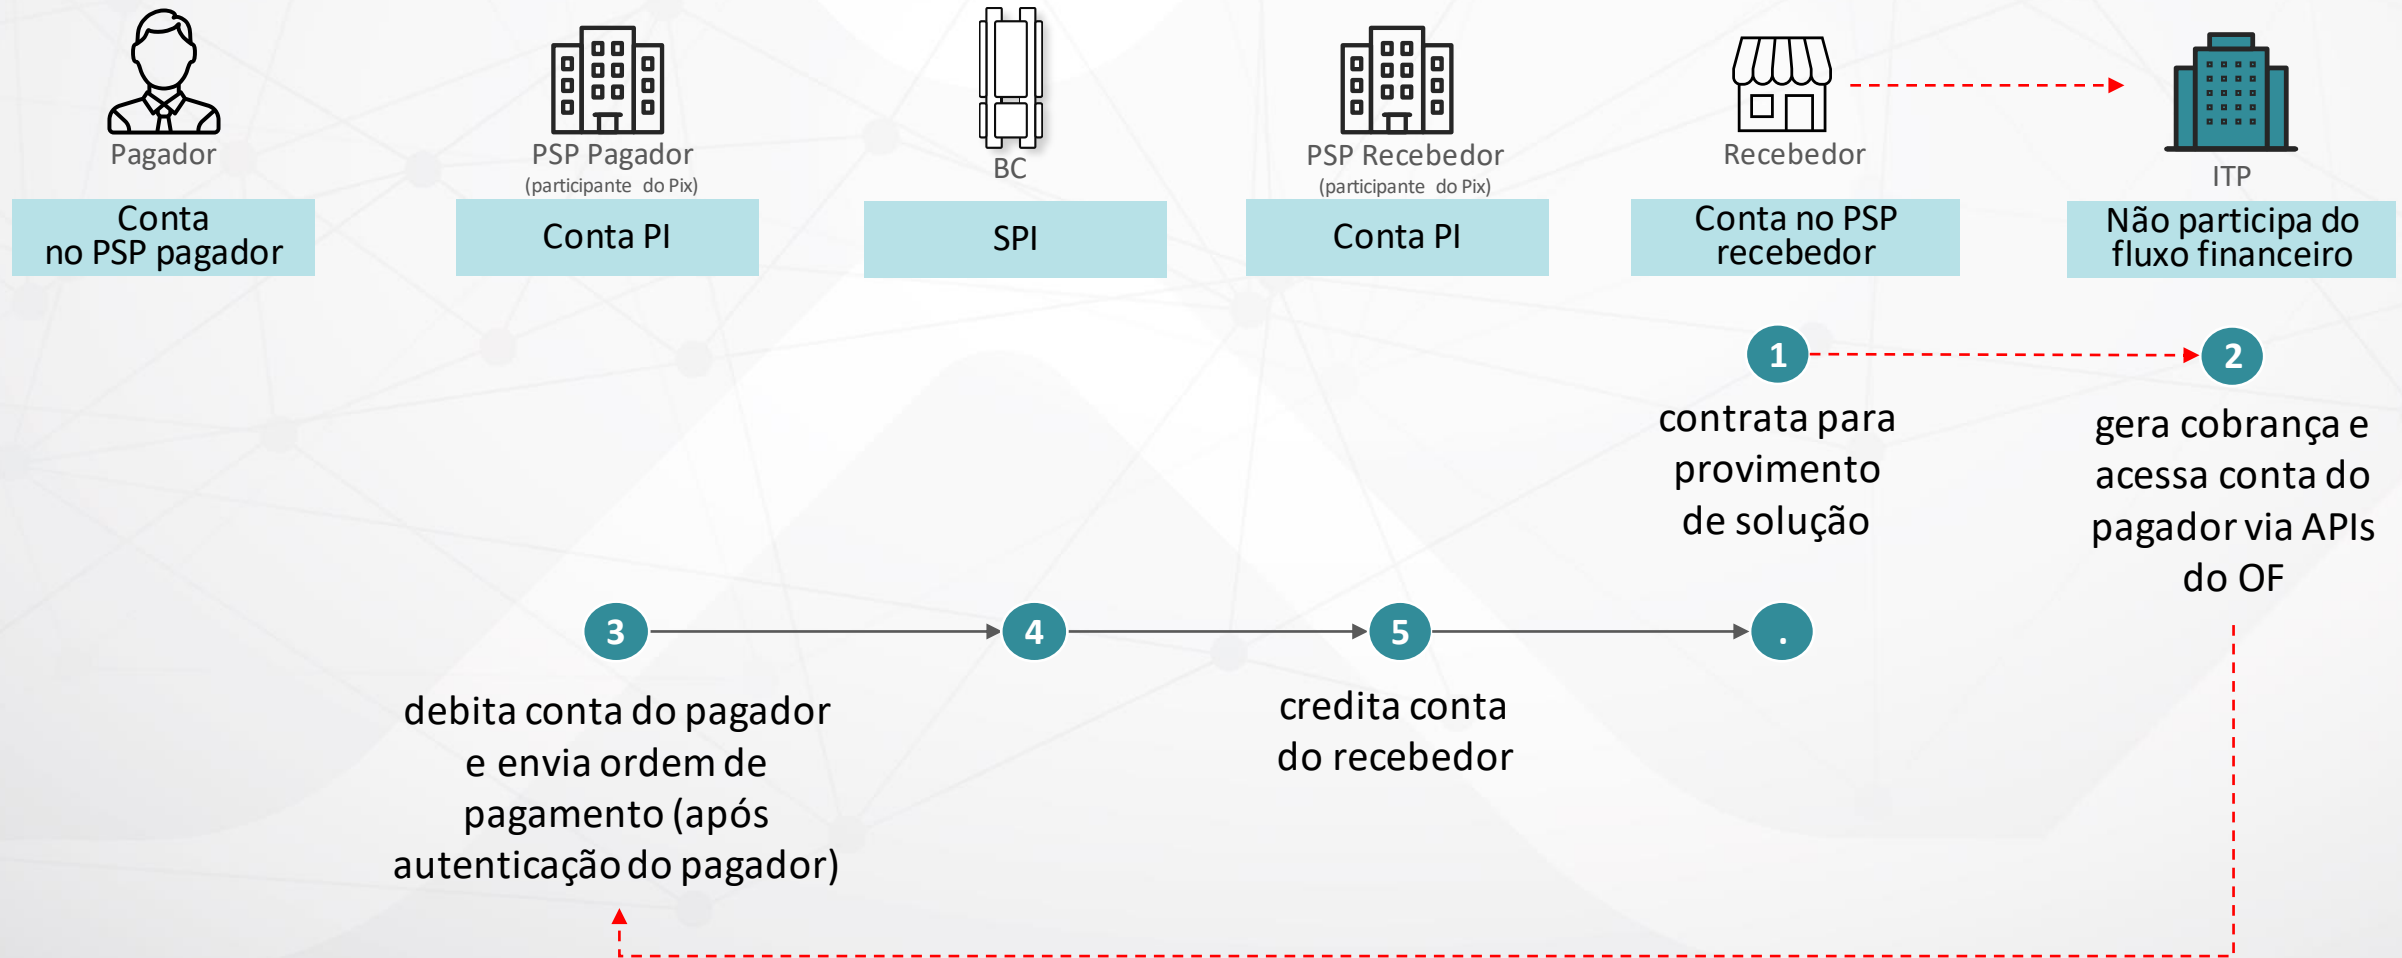 Pagador
PSP Pagador
(participante do Pix)
BC
PSP Recebedor
(participante do Pix)
Recebedor
ITP
Conta
no PSP pagador
Conta PI
SPI
Conta PI
Conta no PSP
recebedor
Não participa do
fluxo financeiro
1
2
contrata para
provimento
de solução
gera cobrança e
acessa conta do
pagador via APIs
do OF
3
4
5
.
debita conta do pagador
e envia ordem de
pagamento (após
autenticação do pagador)
credita conta
do recebedor